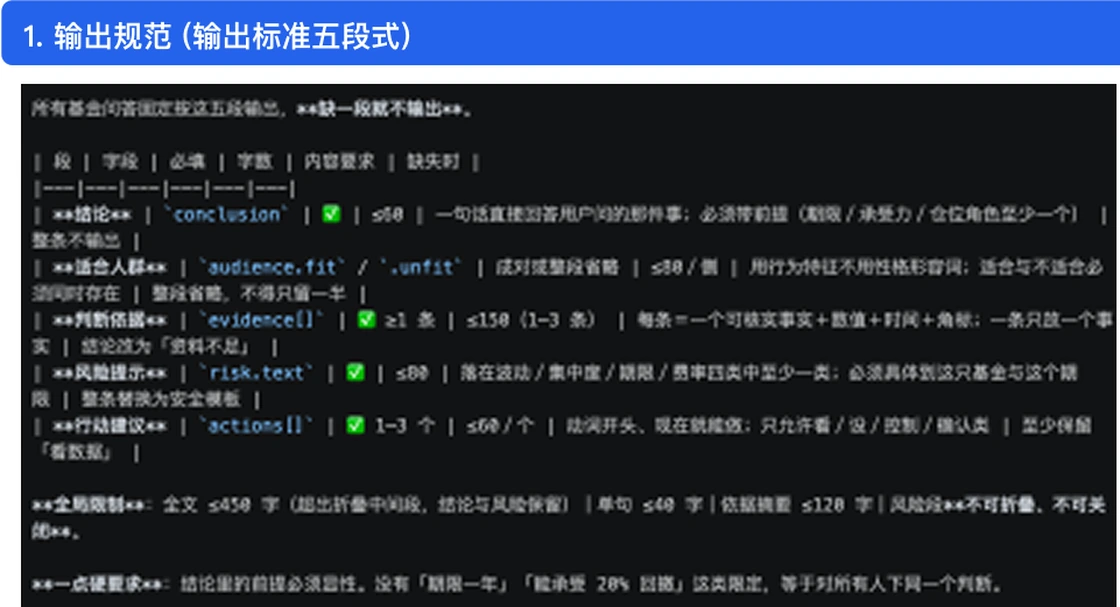 1. 输出规范 (输出标准五段式)
所有基金问答固定按这五段输出，**缺一段就不输出**。
| 段 | 字段 | 必填 | 字数 | 内容要求 | 缺失时 |
|---|---|---|---|---|---|
| **结论** | `conclusion` | ✅ | ≤60 | 一句话直接回答用户问的那件事；必须带前提（期限 / 承受力 / 仓位角色至少一个） |
整条不输出 |
| **适合人群** | `audience.fit` / `.unfit` | 成对或整段省略 | ≤80 / 侧 | 用行为特征不用性格形容词；适合与不适合必
须同时存在 | 整段省略，不得只留一半 |
| **判断依据** | `evidence[]` | ✅ ≥1 条 | ≤150（1-3 条） | 每条＝一个可核实事实＋数值＋时间＋角标；一条只放一个事
实 | 结论改为「资料不足」 |
| **风险提示** | `risk.text` | ✅ | ≤80 | 落在波动 / 集中度 / 期限 / 费率四类中至少一类；必须具体到这只基金与这个期
限 | 整条替换为安全模板 |
| **行动建议** | `actions[]` | ✅ 1-3 个 | ≤60 / 个 | 动词开头、现在就能做；只允许看 / 设 / 控制 / 确认类 | 至少保留
「看数据」 |
**全局限制**：全文 ≤450 字（超出折叠中间段，结论与风险保留）｜单句 ≤40 字｜依据摘要 ≤120 字｜风险段**不可折叠、不可关
闭**。
**一点硬要求**：结论里的前提必须显性。没有「期限一年」「能承受 20% 回撤」这类限定，等于对所有人下同一个判断。